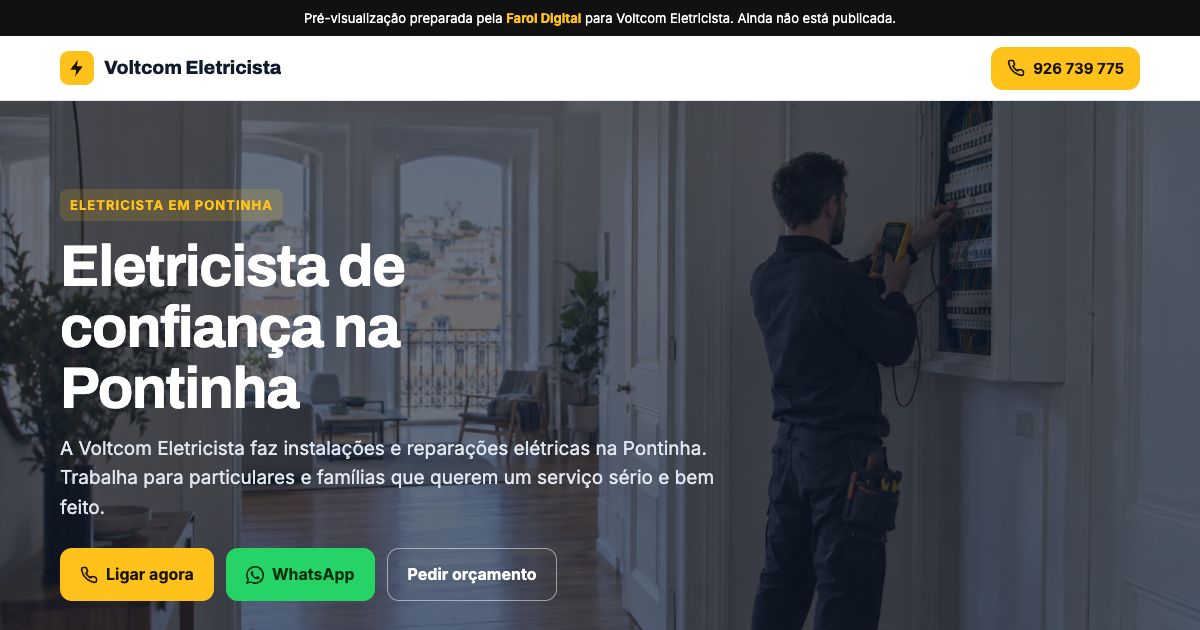 Pré-visualização preparada pela Farol Digital para Voltcom Eletricista. Ainda não está publicada.
Voltcom Eletricista
926 739 775
ELETRICISTA EM PONTINHA
Eletricista de
confiança na
Pontinha
A Voltcom Eletricista faz instalações e reparações elétricas na Pontinha.
Trabalha para particulares e famílias que querem um serviço sério e bem
feito.
Ligar agora
WhatsApp
Pedir orçamento